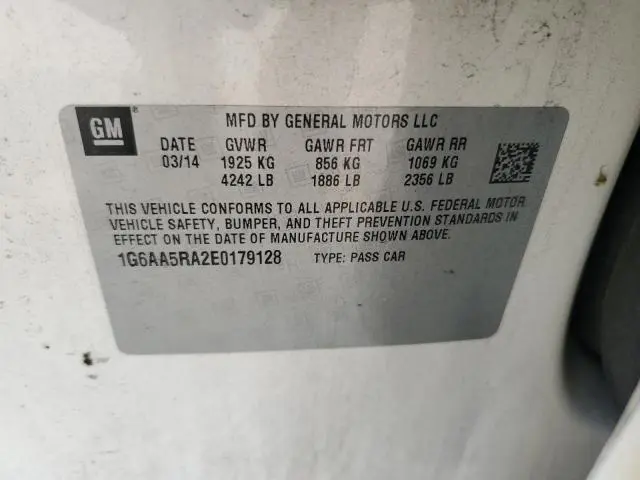 GM ®
MFD BY GENERAL MOTORS LLC
DATE GVWR GAWR FRT GAWR RR
03/14 1925 KG 856 KG 1069 KG
4242 LB 1886 LB 2356 LB
THIS VEHICLE CONFORMS TO ALL APPLICABLE U.S. FEDERAL MOTOR
VEHICLE SAFETY, BUMPER, AND THEFT PREVENTION STANDARDS IN
EFFECT ON THE DATE OF MANUFACTURE SHOWN ABOVE.
1G6AA5RA2E0179128 TYPE: PASS CAR